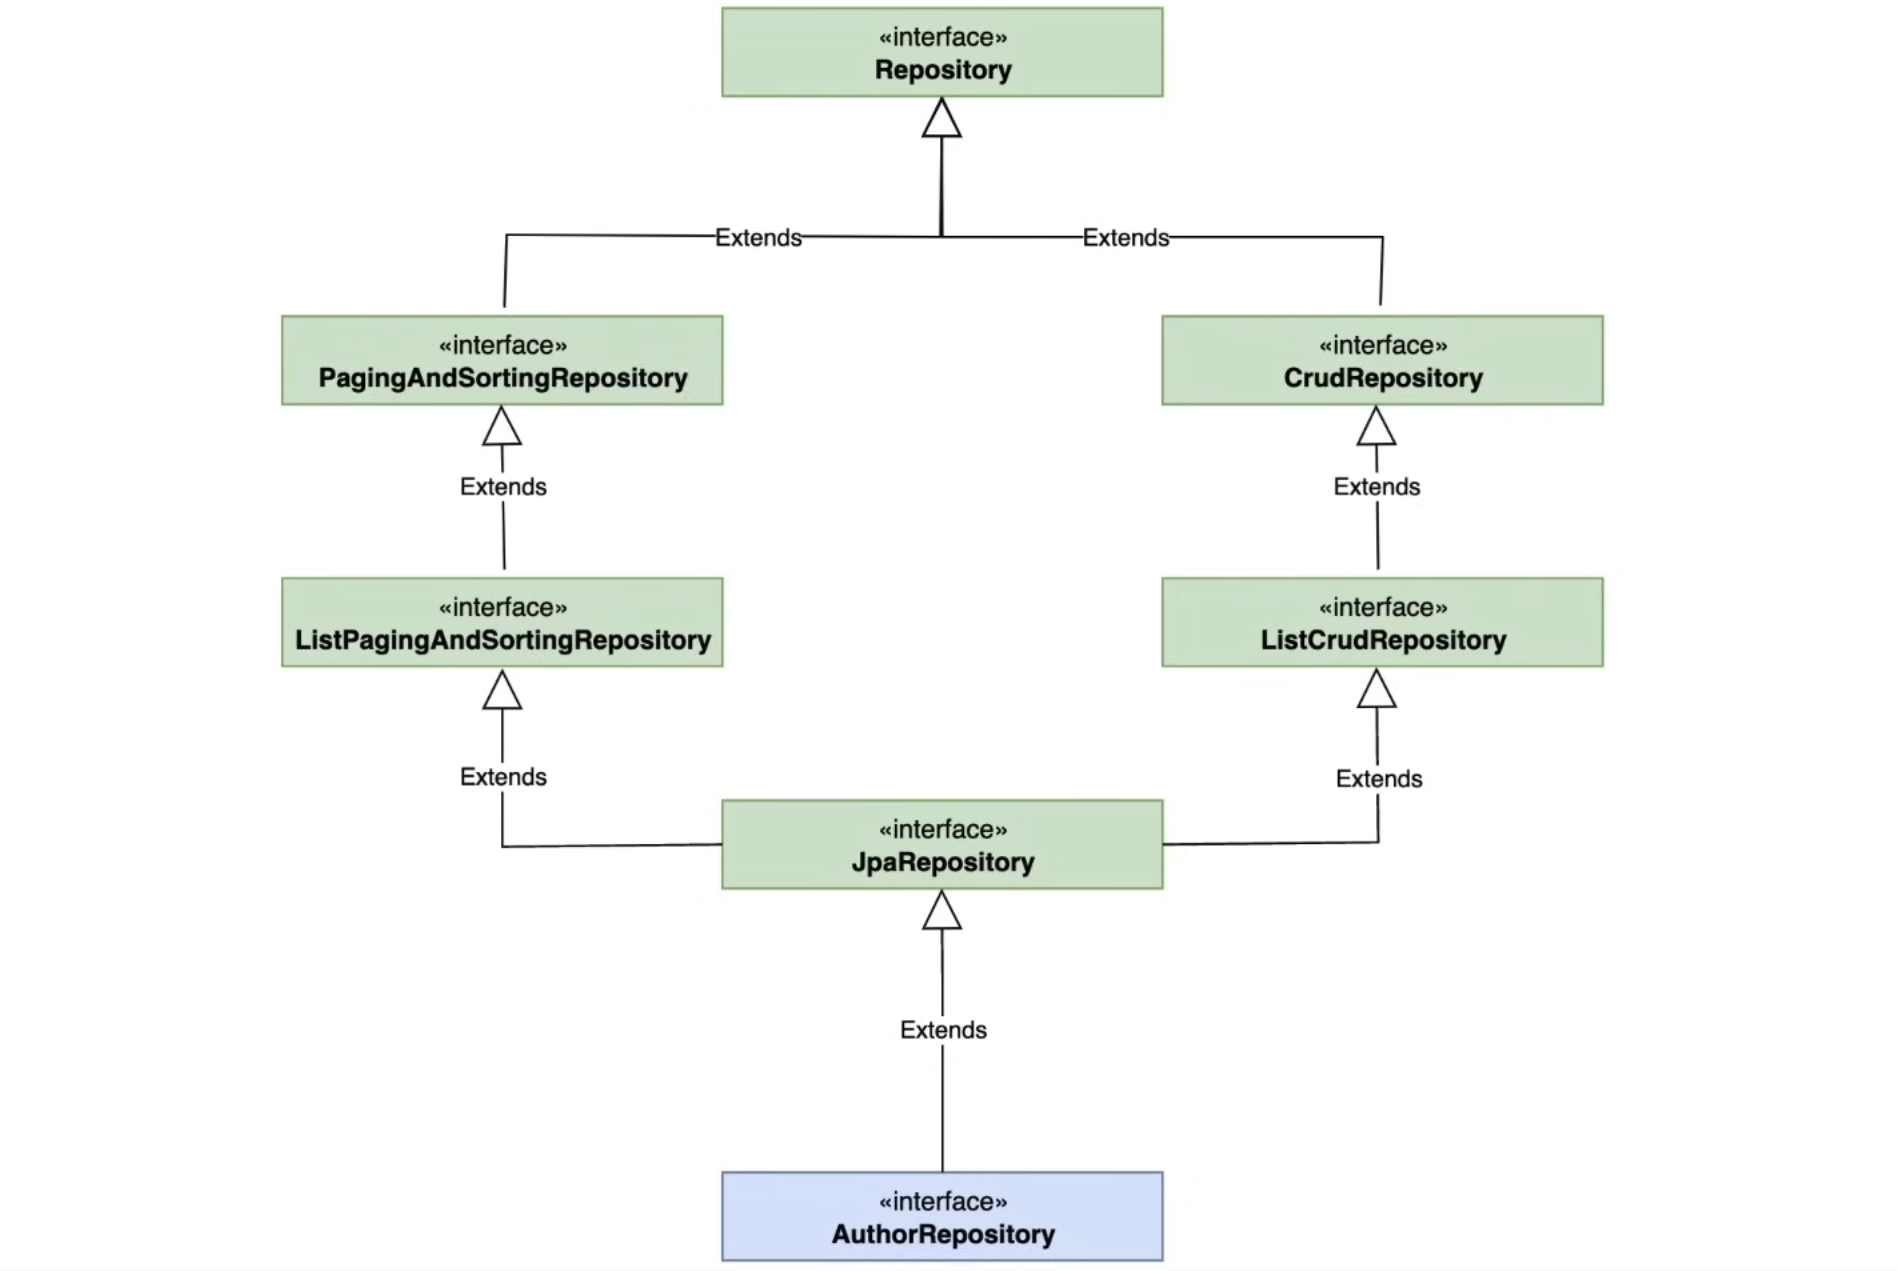 «interface»
Repository
Extends
Extends
«interface»
PagingAndSortingRepository
«interface»
CrudRepository
Extends
Extends
«interface»
ListPagingAndSortingRepository
«interface»
ListCrudRepository
Extends
Extends
«interface»
JpaRepository
Extends
«interface»
AuthorRepository